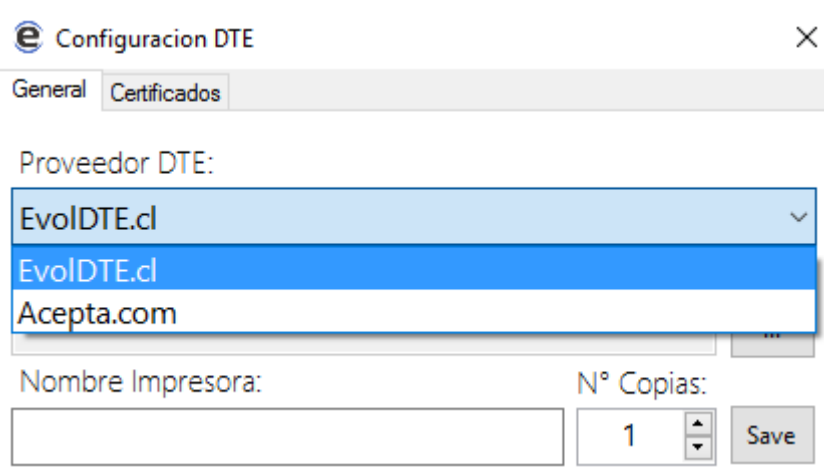 Configuracion DTE
General Certificados
Proveedor DTE:
EvolDTE.cl
EvolDTE.cl
Acepta.com
...
Nombre Impresora: N° Copias:
1 Save